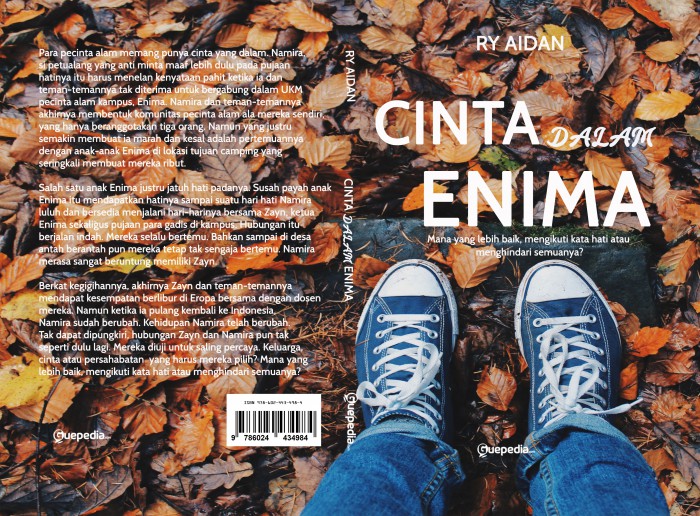 Para pecinta alam memang punya cinta yang dalam. Namira,
si petualang yang anti minta maaf lebih dulu pada pujaan
hatinya itu harus menelan kenyataan pahit ketika ia dan
teman-temannya tak diterima untuk bergabung dalam UKM
pecinta alam kampus, Enima. Namira dan teman-temannya
akhirnya membentuk komunitas pecinta alam ala mereka sendiri,
yang hanya beranggotakan tiga orang. Namun yang justru
semakin membuat ia marah dan kesal adalah pertemuannya
dengan anak-anak Enima di lokasi tujuan camping yang
seringkali membuat mereka ribut.
Salah satu anak Enima justru jatuh hati padanya. Susah payah anak
Enima itu mendapatkan hatinya sampai suatu hari hati Namira
luluh dan bersedia menjalani hari-harinya bersama Zayn, ketua
Enima sekaligus pujaan para gadis di kampus. Hubungan itu
berjalan indah. Mereka selalu bertemu. Bahkan sampai di desa
antah berantah pun mereka tetap tak sengaja bertemu. Namira
merasa sangat beruntung memiliki Zayn.
Berkat kegigihannya, akhirnya Zayn dan teman-temannya
mendapat kesempatan berlibur di Eropa bersama dengan dosen
mereka. Namun ketika ia pulang kembali ke Indonesia,
Namira sudah berubah. Kehidupan Namira telah berubah.
Tak dapat dipungkiri, hubungan Zayn dan Namira pun tak
seperti dulu lagi. Mereka diuji untuk saling percaya. Keluarga,
cinta atau persahabatan yang harus mereka pilih? Mana yang
lebih baik, mengikuti kata hati atau menghindari semuanya?
Guepedia
ISBN 978-602-443-498-4
9 786024 434984
RY AIDAN
CINTA DALAM ENIMA
Guepedia
RY AIDAN
CINTA DALAM
ENIMA
Mana yang lebih baik, mengikuti kata hati atau
menghindari semuanya?
Guepedia